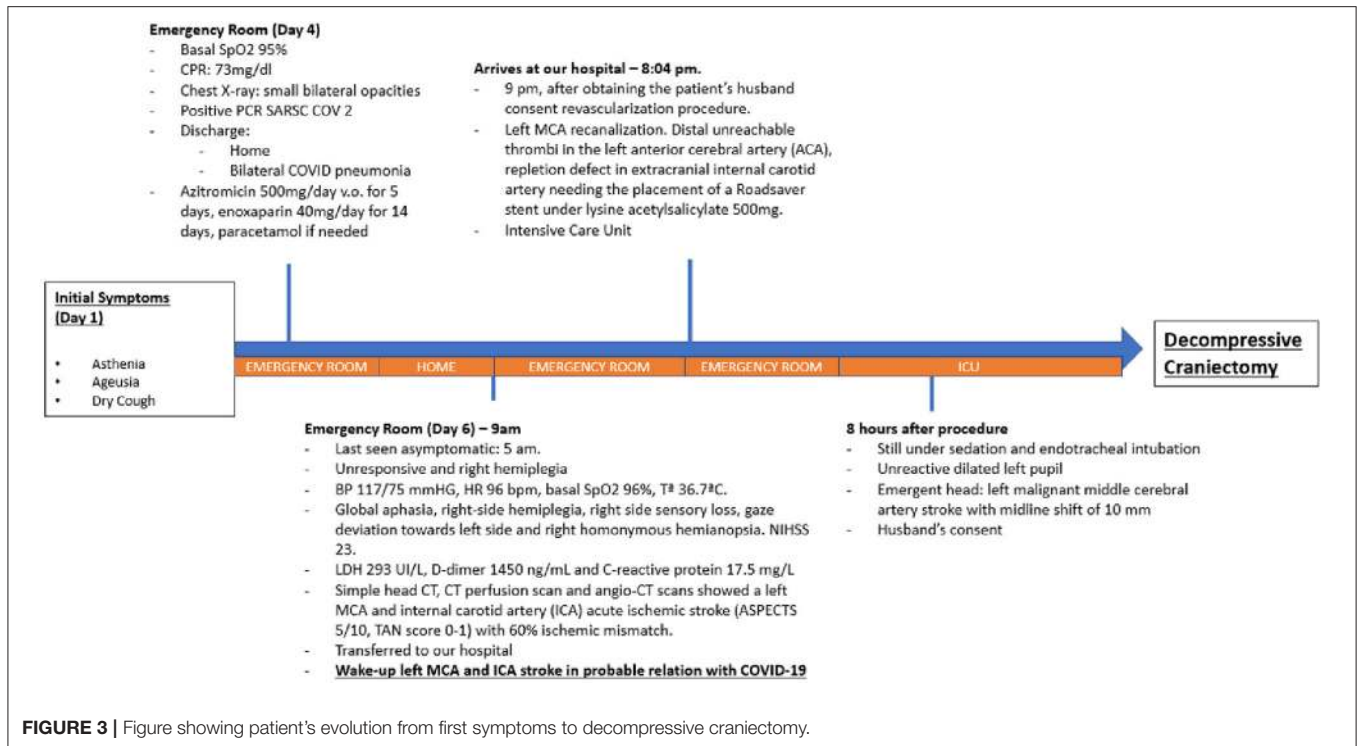 Emergency Room (Day 4)
- Basal SpO2 95%
- CPR: 73mg/dl
- Chest X-ray: small bilateral opacities
- Positive PCR SARSC COV 2
- Discharge:
- Home
- Bilateral COVID pneumonia
- Azitromicin 500mg/day v.o. for 5
days, enoxaparin 40mg/day for 14
days, paracetamol if needed
Arrives at our hospital – 8:04 pm.
- 9 pm, after obtaining the patient's husband
consent revascularization procedure.
- Left MCA recanalization. Distal unreachable
thrombi in the left anterior cerebral artery (ACA),
repletion defect in extracranial internal carotid
artery needing the placement of a Roadsaver
stent under lysine acetylsalicylate 500mg.
- Intensive Care Unit
Initial Symptoms
(Day 1)
• Asthenia
• Ageusia
• Dry Cough
EMERGENCY ROOM
HOME
EMERGENCY ROOM
EMERGENCY ROOM
ICU
Decompressive
Craniectomy
Emergency Room (Day 6) – 9am
- Last seen asymptomatic: 5 am.
- Unresponsive and right hemiplegia
- BP 117/75 mmHG, HR 96 bpm, basal SpO2 96%, Tª 36.7ªC.
- Global aphasia, right-side hemiplegia, right side sensory loss, gaze
deviation towards left side and right homonymous hemianopsia. NIHSS
23.
- LDH 293 UI/L, D-dimer 1450 ng/mL and C-reactive protein 17.5 mg/L
- Simple head CT, CT perfusion scan and angio-CT scans showed a left
MCA and internal carotid artery (ICA) acute ischemic stroke (ASPECTS
5/10, TAN score 0-1) with 60% ischemic mismatch.
- Transferred to our hospital
- Wake-up left MCA and ICA stroke in probable relation with COVID-19
8 hours after procedure
- Still under sedation and endotracheal intubation
- Unreactive dilated left pupil
- Emergent head: left malignant middle cerebral
artery stroke with midline shift of 10 mm
- Husband's consent
FIGURE 3 | Figure showing patient's evolution from first symptoms to decompressive craniectomy.